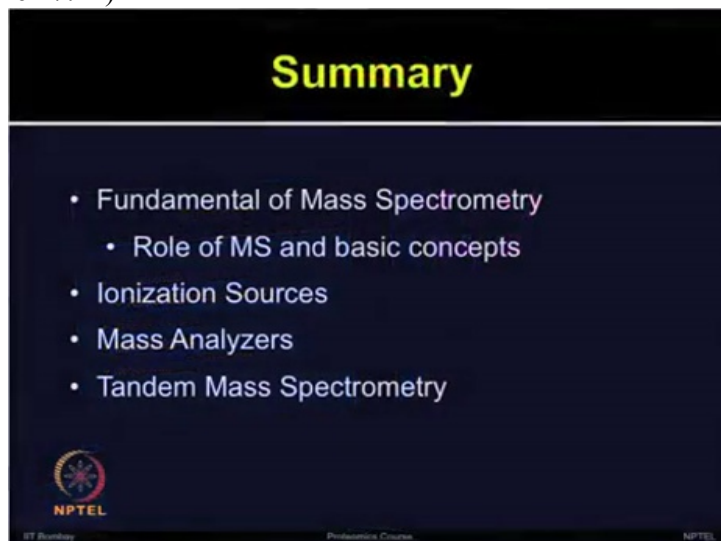 Summary
• Fundamental of Mass Spectrometry
• Role of MS and basic concepts
• Ionization Sources
• Mass Analyzers
• Tandem Mass Spectrometry
NPTEL
IIT Bombay
Proteomics Course
NPTEL